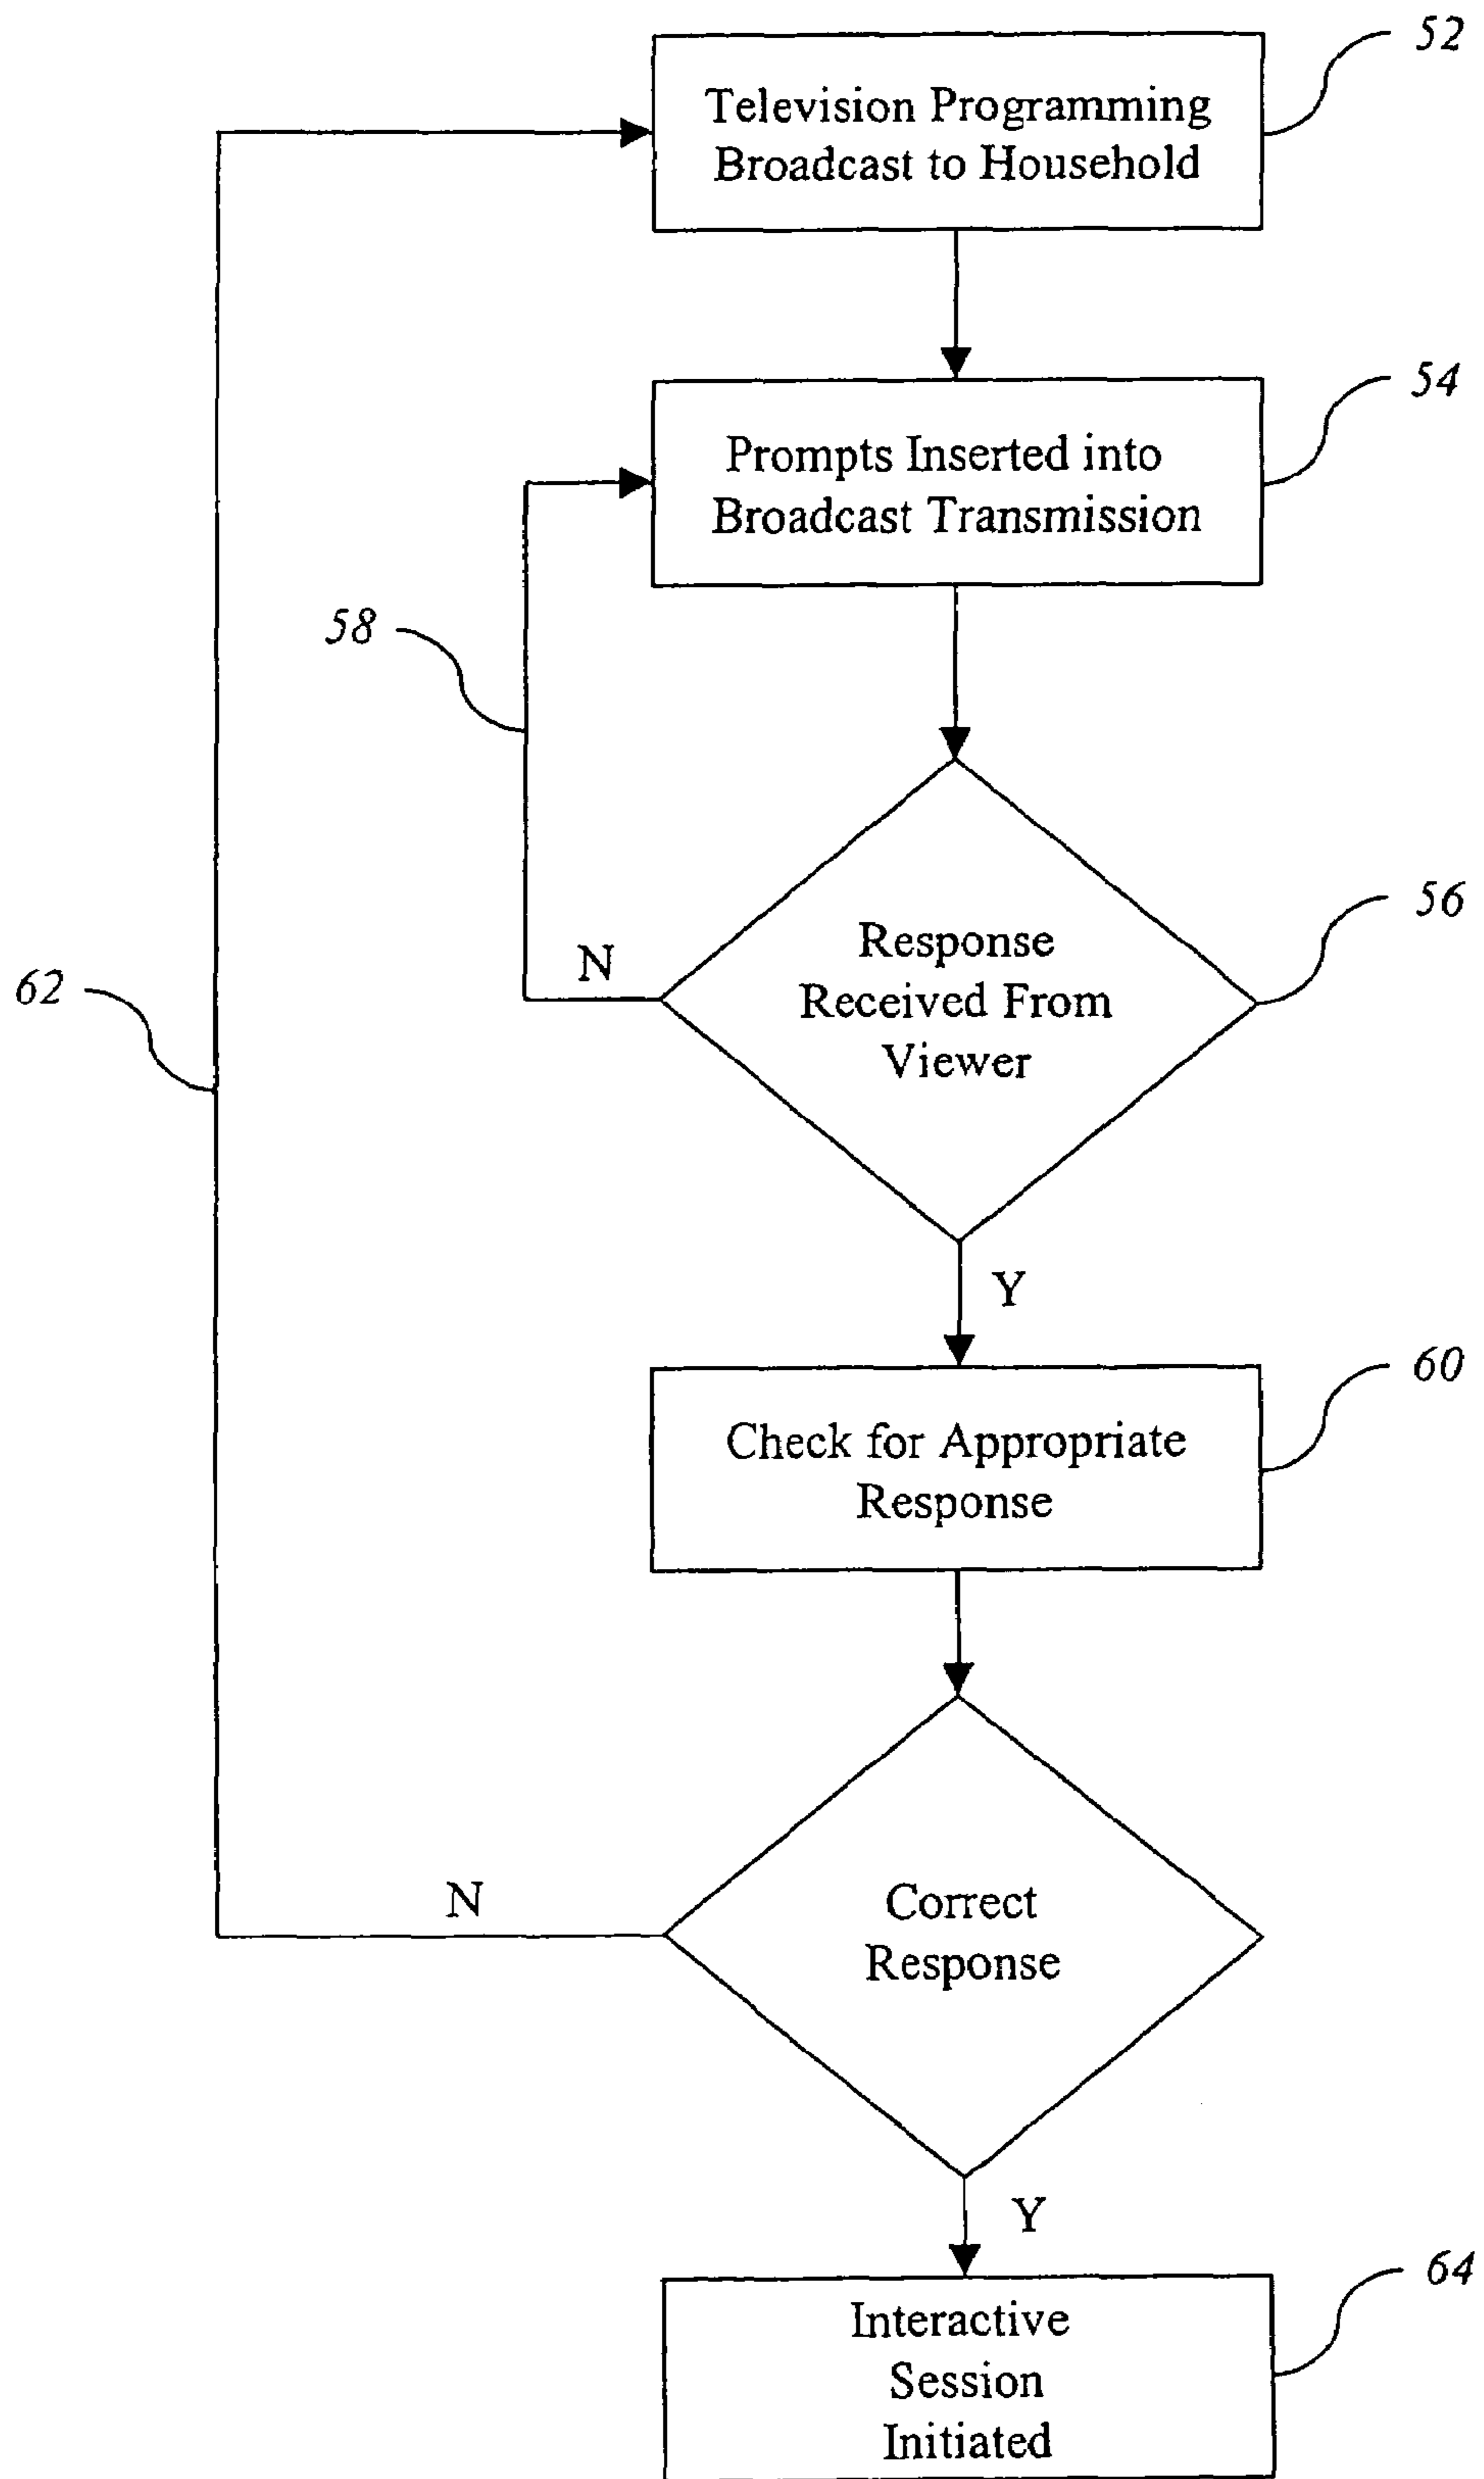 52
Television Programming
Broadcast to Household
54
Prompts Inserted into
Broadcast Transmission
58
56
Response
Received From
Viewer
N
62
Y
60
Check for Appropriate
Response
N
Correct
Response
Y
64
Interactive
Session
Initiated